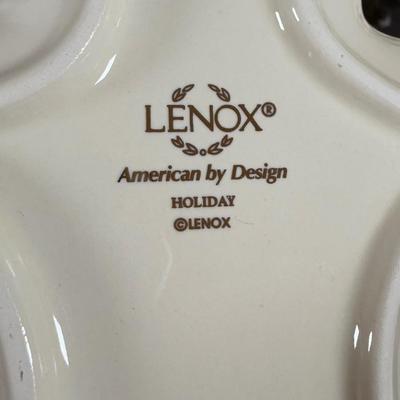 LENOX®
American by Design
HOLIDAY
©LENOX